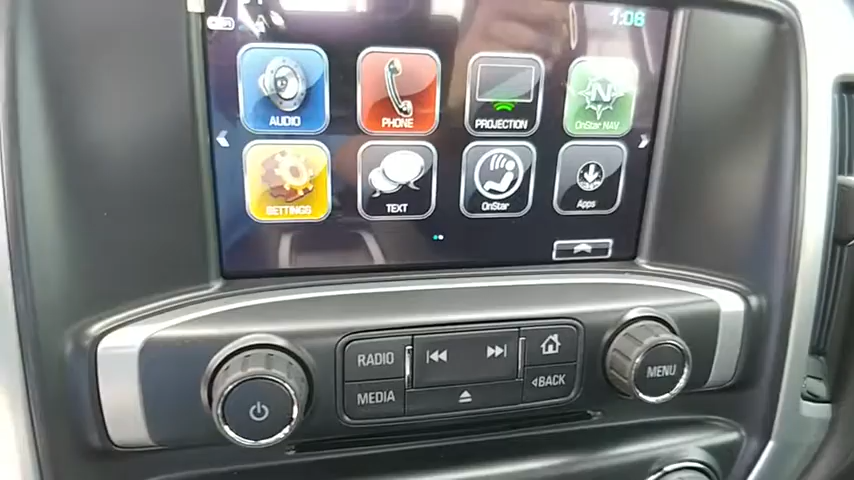 1:06
AUDIO
PHONE
PROJECTION
N
OnStar NAV
SETTINGS
TEXT
OnStar
Apps
RADIO
MEDIA
BACK
MENU